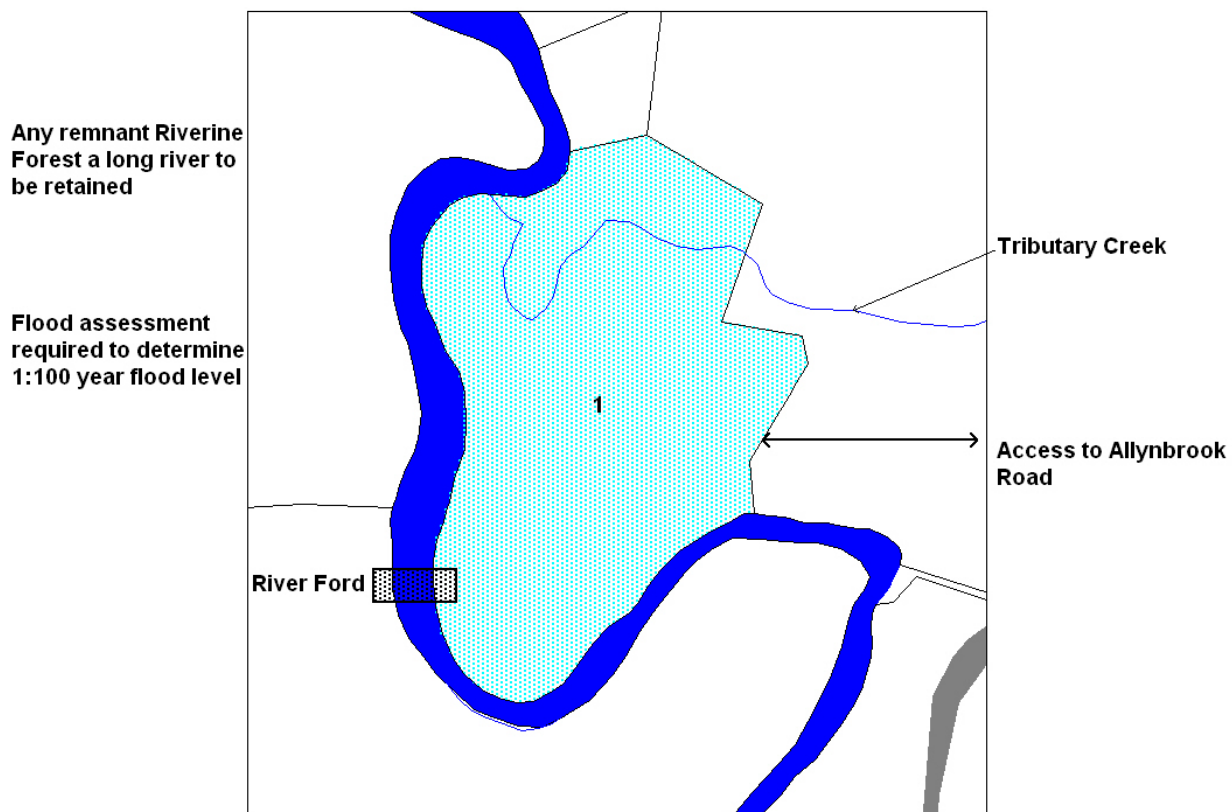 Any remnant Riverine
Forest a long river to
be retained
Tributary Creek
Flood assessment
required to determine
1:100 year flood level
1
Access to Allynbrook
Road
River Ford